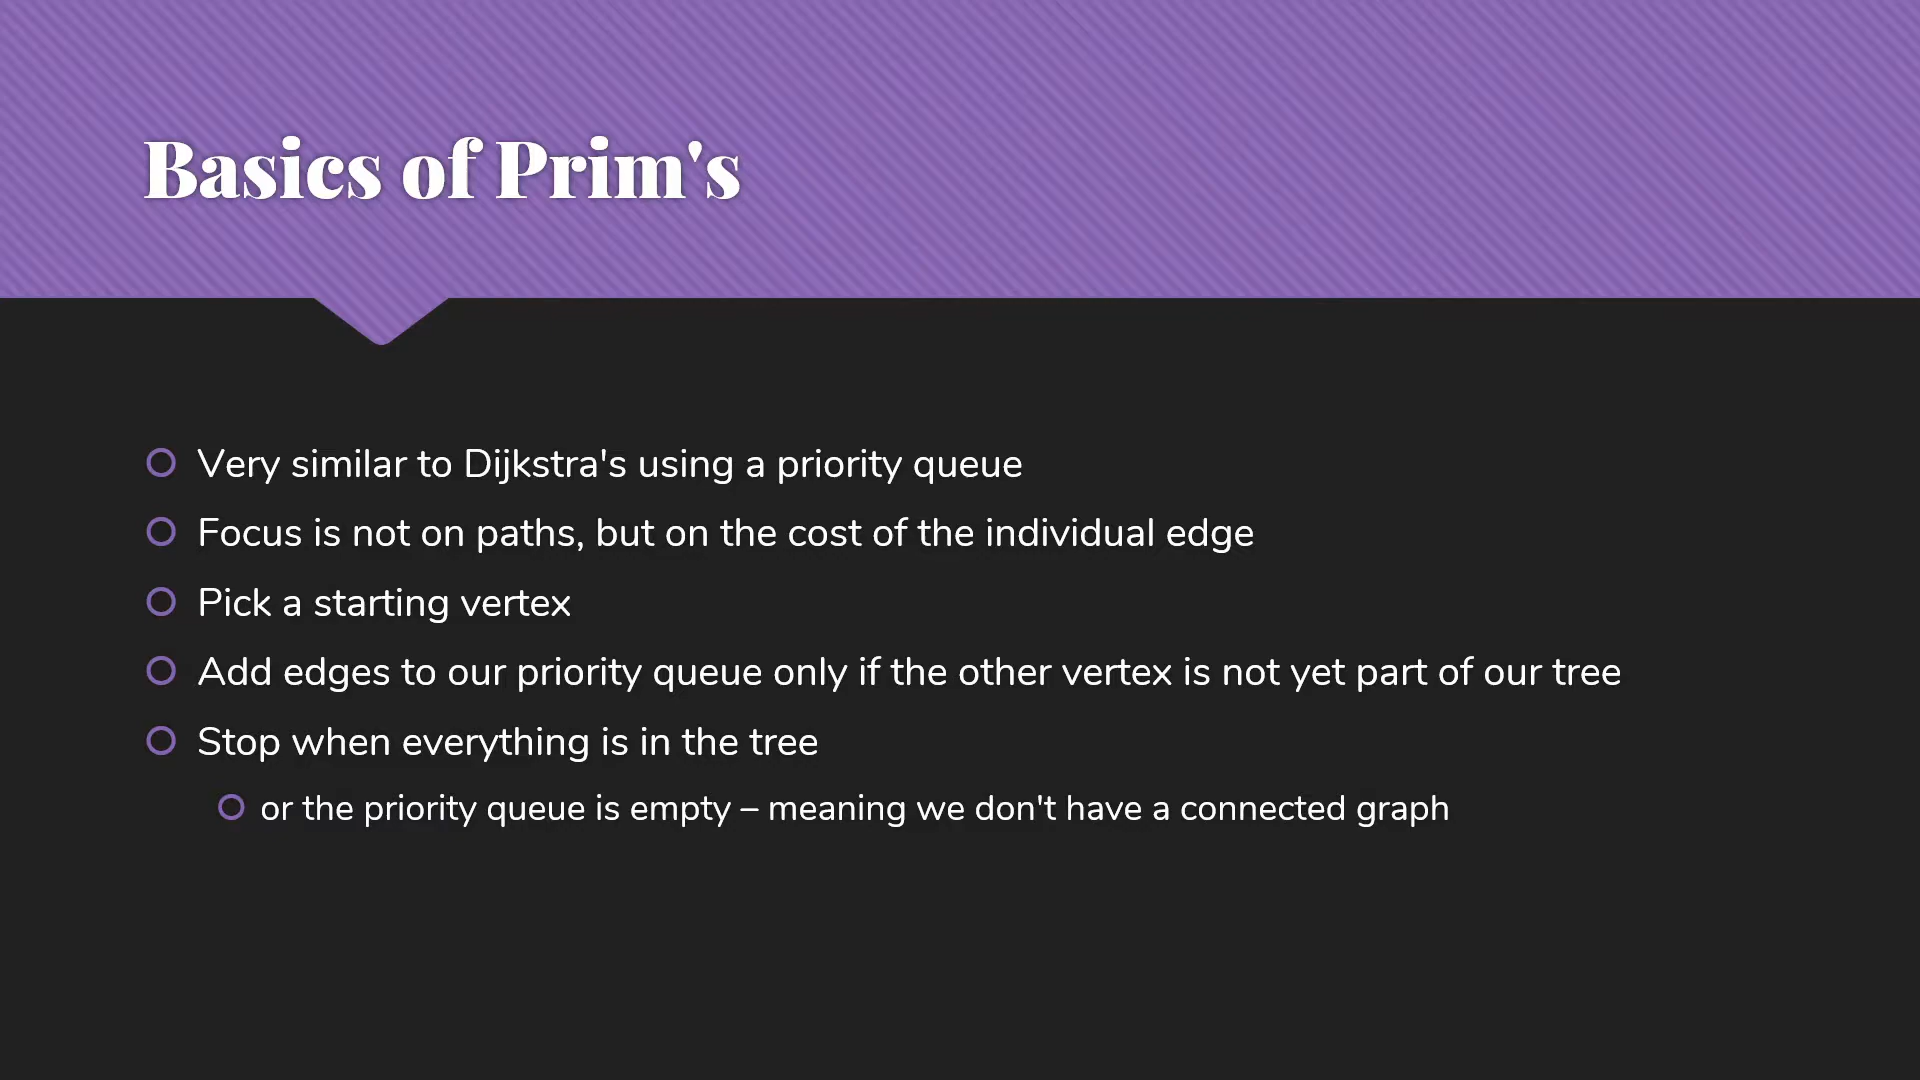 Basics of Prim's
Very similar to Dijkstra's using a priority queue
Focus is not on paths, but on the cost of the individual edge
Pick a starting vertex
Add edges to our priority queue only if the other vertex is not yet part of our tree
Stop when everything is in the tree
or the priority queue is empty – meaning we don't have a connected graph